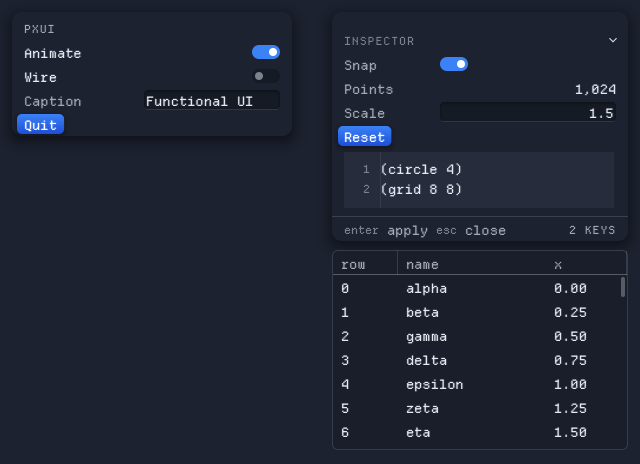 PXUI
Animate
Wire
Caption Functional UI
Quit
INSPECTOR
Snap
Points 1,024
Scale 1.5
Reset
1 (circle 4)
2 (grid 8 8)
enter apply esc close 2 KEYS
row name x
0 alpha 0.00
1 beta 0.25
2 gamma 0.50
3 delta 0.75
4 epsilon 1.00
5 zeta 1.25
6 eta 1.50